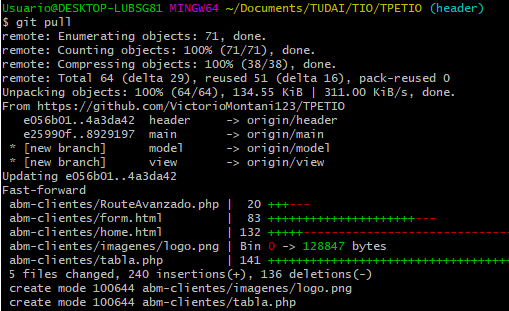 Usuario@DESKTOP-LUBSG81 MINGW64 ~/Documents/TUDAI/TIO/TPETIO (header)
$ git pull
remote: Enumerating objects: 71, done.
remote: Counting objects: 100% (71/71), done.
remote: Compressing objects: 100% (38/38), done.
remote: Total 64 (delta 29), reused 51 (delta 16), pack-reused 0
Unpacking objects: 100% (64/64), 134.55 KiB | 311.00 KiB/s, done.
From https://github.com/VictorioMontani123/TPETIO
   e056b01..4a3da42  header     -> origin/header
   e25990f..8929197  main       -> origin/main
 * [new branch]      model      -> origin/model
 * [new branch]      view       -> origin/view
Updating e056b01..4a3da42
Fast-forward
 abm-clientes/RouteAvanzado.php |  20 +++---
 abm-clientes/form.html         |  83 +++++++++++++++++++++---
 abm-clientes/home.html         | 132 +++++-------------------------------
 abm-clientes/imagenes/logo.png | Bin 0 -> 128847 bytes
 abm-clientes/tabla.php         | 141 +++++++++++++++++++++++++++++++++++++
 5 files changed, 240 insertions(+), 136 deletions(-)
 create mode 100644 abm-clientes/imagenes/logo.png
 create mode 100644 abm-clientes/tabla.php